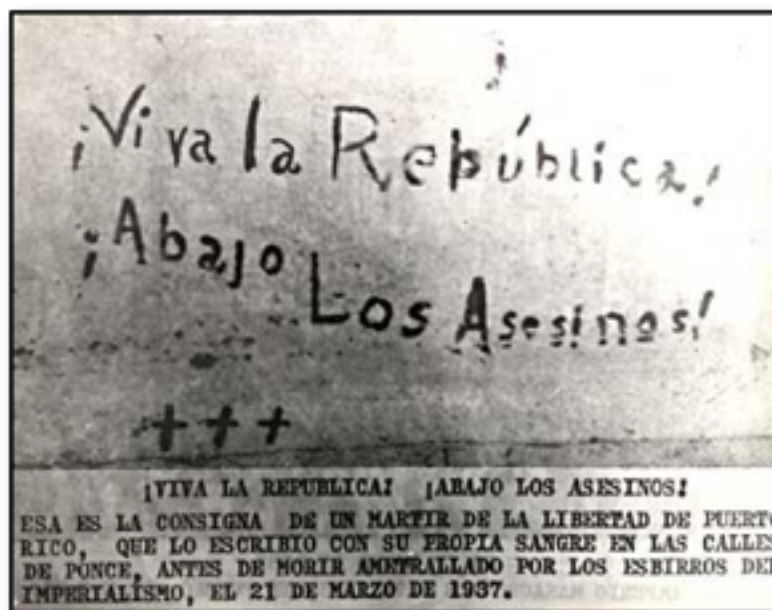 ¡Viva la República!
¡Abajo Los Asesinos!
+++
¡VIVA LA REPUBLICA! ¡ABAJO LOS ASESINOS!
ESA ES LA CONSIGNA DE UN MARTIR DE LA LIBERTAD DE PUERTO
RICO, QUE LO ESCRIBIO CON SU PROPIA SANGRE EN LAS CALLES
DE PONCE, ANTES DE MORIR AMETRALLADO POR LOS ESBIRROS DEL
IMPERIALISMO, EL 21 DE MARZO DE 1937.